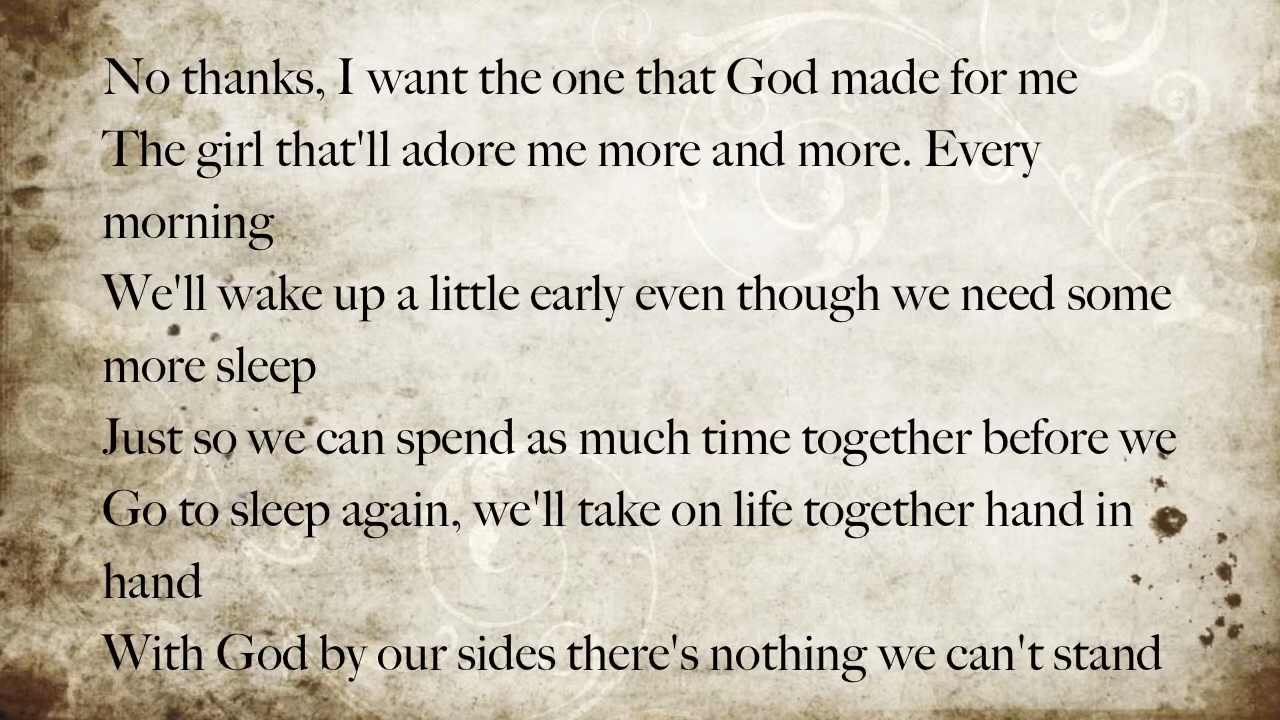 No thanks, I want the one that God made for me
The girl that'll adore me more and more. Every
morning
We'll wake up a little early even though we need some
more sleep
Just so we can spend as much time together before we
Go to sleep again, we'll take on life together hand in
hand
With God by our sides there's nothing we can't stand